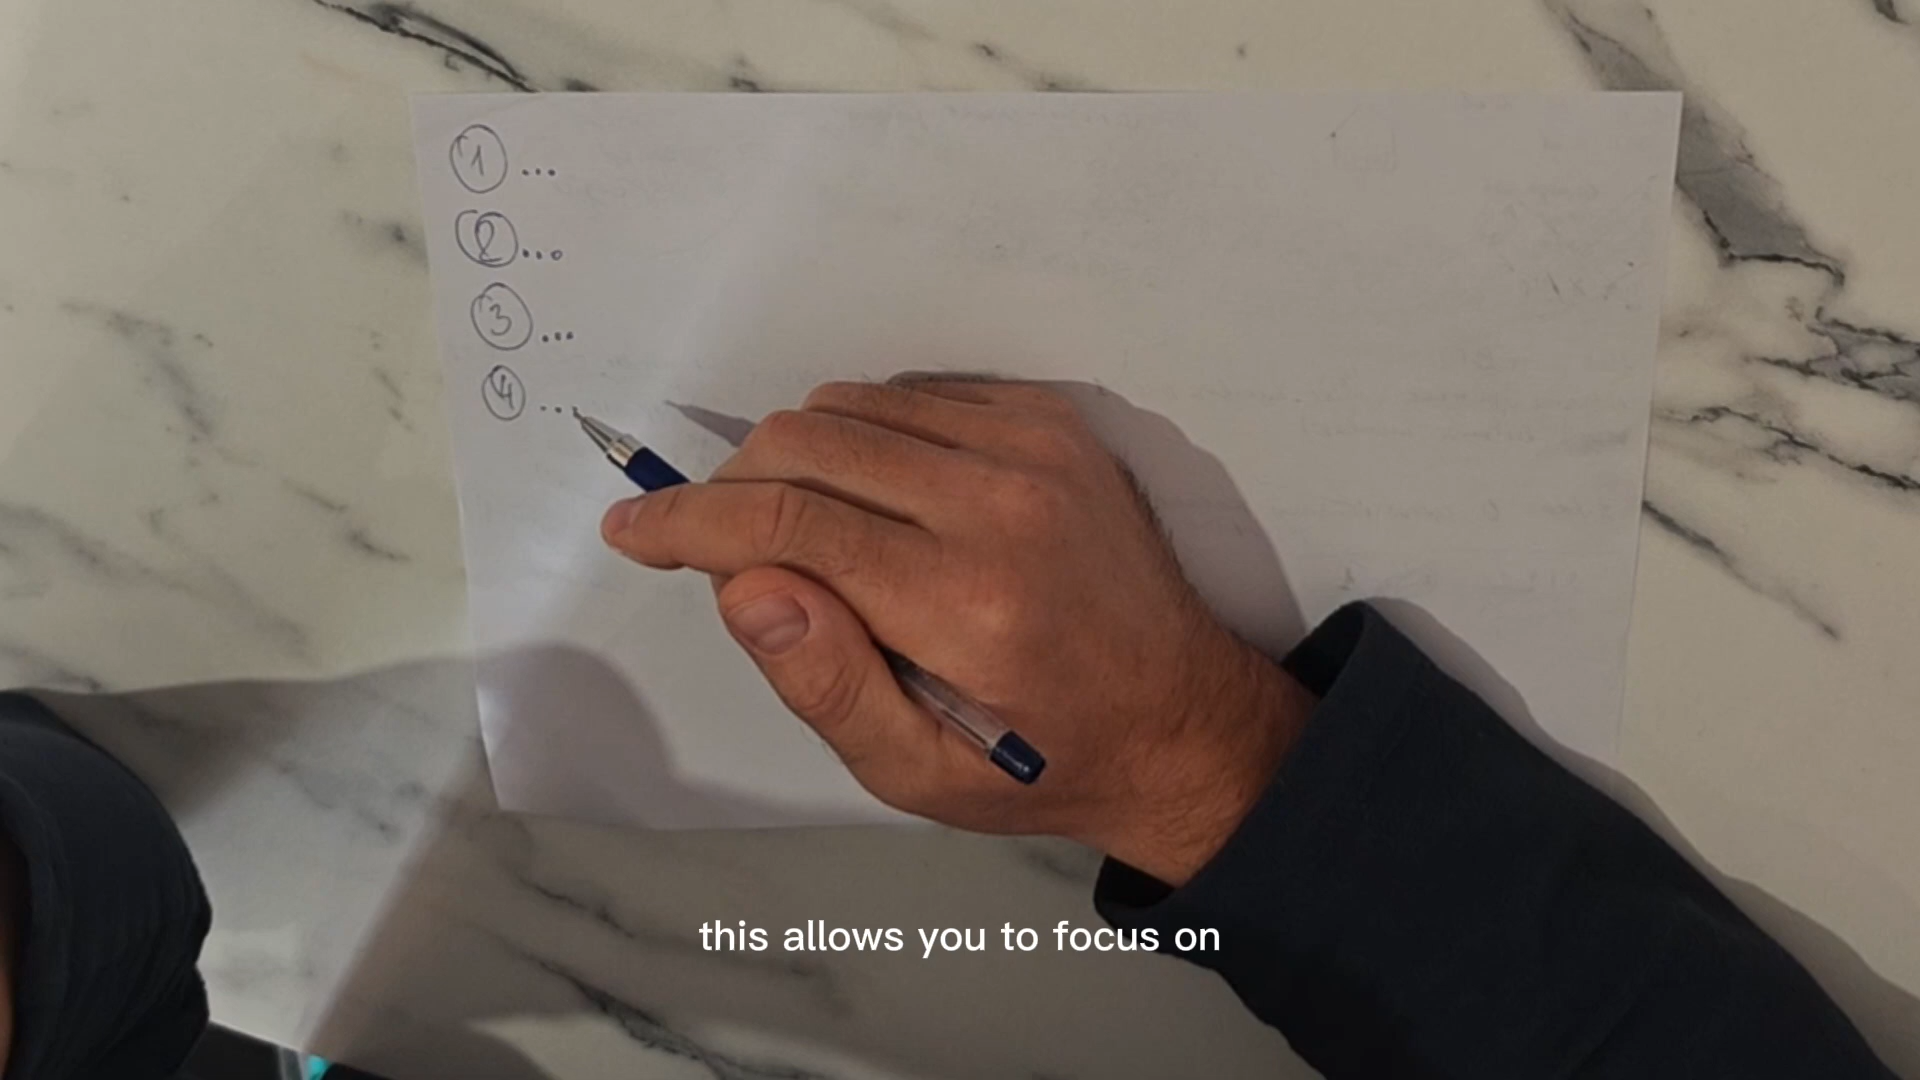 1 ...
2 ...
3 ...
4 ...
this allows you to focus on